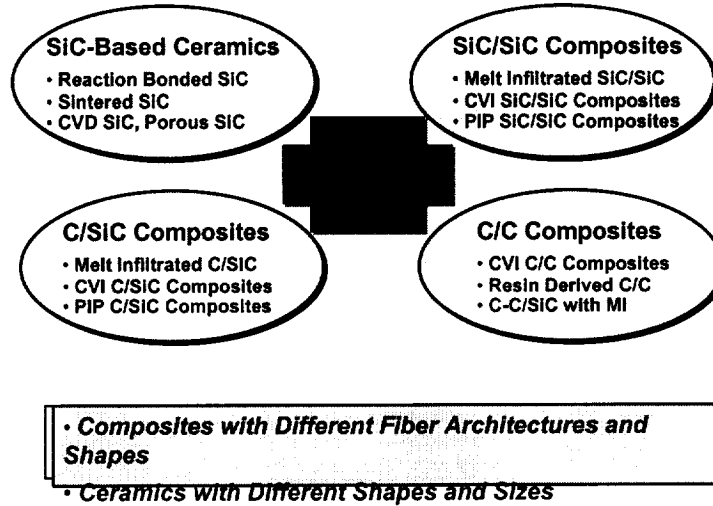 SiC-Based Ceramics
• Reaction Bonded SiC
• Sintered SiC
• CVD SiC, Porous SiC
SiC/SiC Composites
• Melt Infiltrated SiC/SiC
• CVI SiC/SiC Composites
• PIP SiC/SiC Composites
C/SiC Composites
• Melt Infiltrated C/SiC
• CVI C/SiC Composites
• PIP C/SiC Composites
C/C Composites
• CVI C/C Composites
• Resin Derived C/C
• C-C/SiC with MI
• Composites with Different Fiber Architectures and
Shapes
• Ceramics with Different Shapes and Sizes